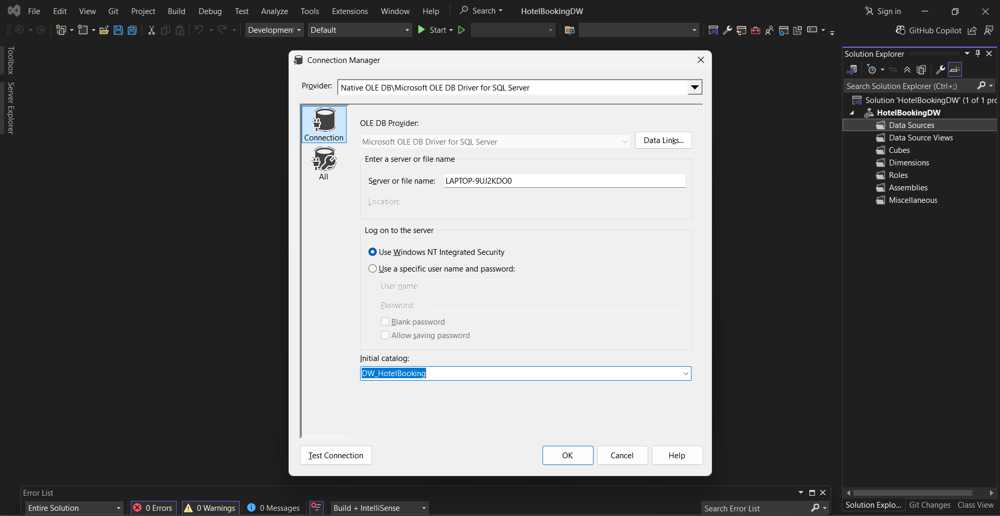 File Edit View Git Project Build Debug Test Analyze Tools Extensions Window Help Search HotelBookingDW Sign in
Development Default Start GitHub Copilot
Toolbox
Server Explorer
Connection Manager
Provider: Native OLE DB\Microsoft OLE DB Driver for SQL Server
Connection
All
OLE DB Provider:
Microsoft OLE DB Driver for SQL Server Data Links...
Enter a server or file name
Server or file name: LAPTOP-9UJ2KDO0
Location:
Log on to the server
Use Windows NT Integrated Security
Use a specific user name and password:
User name:
Password:
Blank password
Allow saving password
Initial catalog:
DW_HotelBooking
Test Connection OK Cancel Help
Solution Explorer
Search Solution Explorer (Ctrl+;)
Solution 'HotelBookingDW' (1 of 1 pro
HotelBookingDW
Data Sources
Data Source Views
Cubes
Dimensions
Roles
Assemblies
Miscellaneous
Solution Explo... Git Changes Class View
Error List
Entire Solution 0 Errors 0 Warnings 0 Messages Build + IntelliSense Search Error List